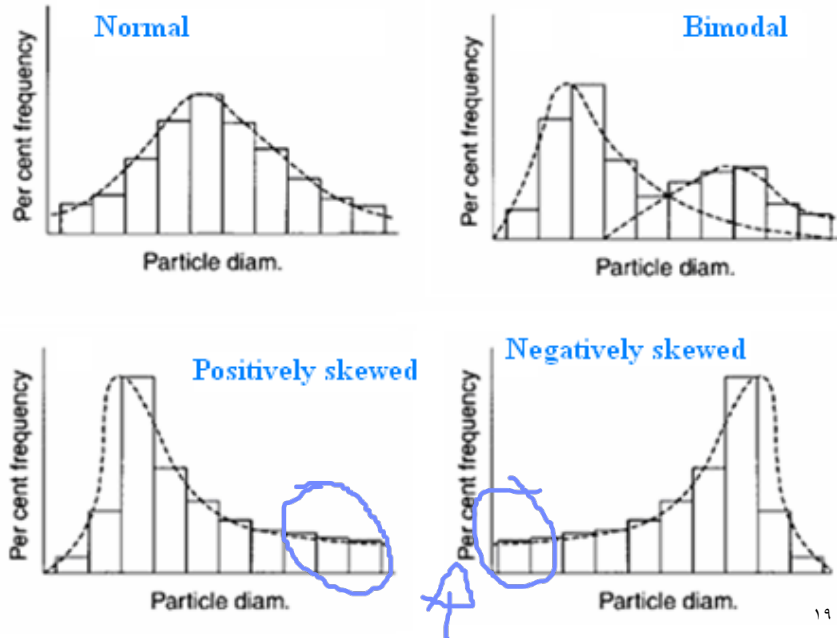 Normal
Per cent frequency
Particle diam.
Bimodal
Per cent frequency
Particle diam.
Positively skewed
Per cent frequency
Particle diam.
Negatively skewed
Per cent frequency
Particle diam.
١٩